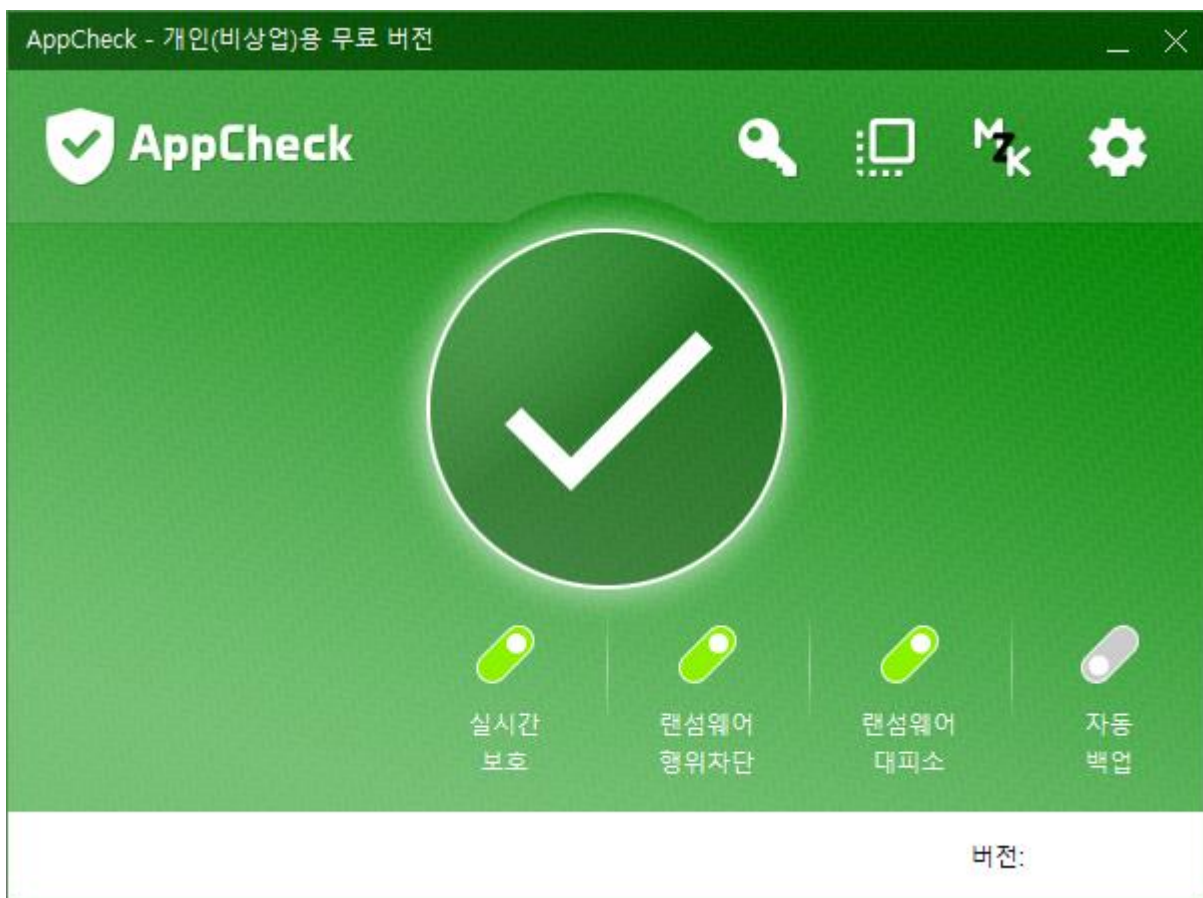 AppCheck - 개인(비상업)용 무료 버전
AppCheck
MZK
실시간
보호
랜섬웨어
행위차단
랜섬웨어
대피소
자동
백업
버전: